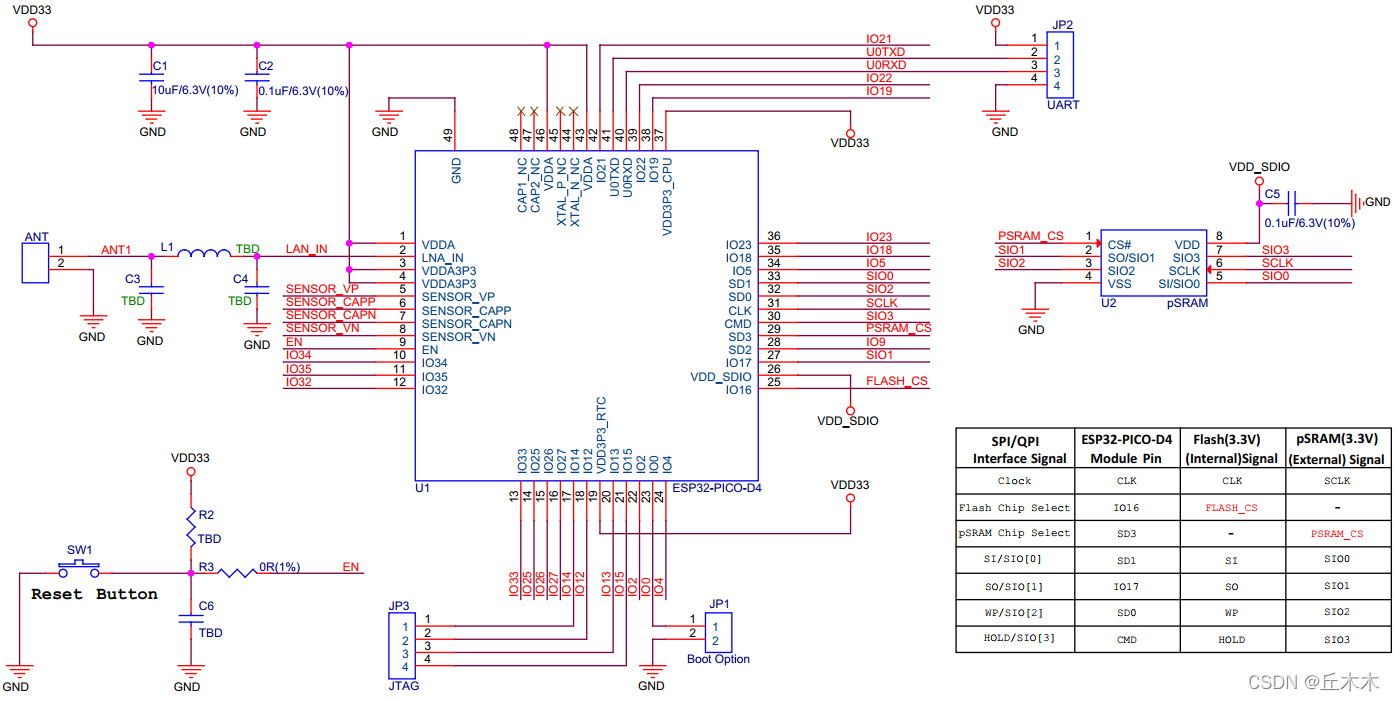 VDD33
C1
10uF/6.3V(10%)
GND
C2
0.1uF/6.3V(10%)
GND
GND
VDD33
JP2
1 1
2 2
3 3
4 4
UART
GND
IO21
U0TXD
U0RXD
IO22
IO19
VDD33
49
48
47
46
45
44
43
42
41
40
39
38
37
GND
CAP1_NC
CAP2_NC
VDDA
XTAL_P_NC
XTAL_N_NC
VDDA
IO21
U0TXD
U0RXD
IO22
IO19
VDD3P3_CPU
ANT
1
2
GND
ANT1
L1
TBD
LAN_IN
C3
TBD
GND
C4
TBD
GND
SENSOR_VP
SENSOR_CAPP
SENSOR_CAPN
SENSOR_VN
EN
IO34
IO35
IO32
1 VDDA
2 LNA_IN
3 VDDA3P3
4 VDDA3P3
5 SENSOR_VP
6 SENSOR_CAPP
7 SENSOR_CAPN
8 SENSOR_VN
9 EN
10 IO34
11 IO35
12 IO32
IO23 36 IO23
IO18 35 IO18
IO5 34 IO5
SD1 33 SIO0
SD0 32 SIO2
CLK 31 SCLK
CMD 30 SIO3
SD3 29 PSRAM_CS
SD2 28 IO9
IO17 27 SIO1
VDD_SDIO 26
IO16 25 FLASH_CS
VDD_SDIO
VDD_SDIO
C5
0.1uF/6.3V(10%)
GND
PSRAM_CS 1 CS#
SIO1 2 SO/SIO1
SIO2 3 SIO2
4 VSS
VDD 8
SIO3 7 SIO3
SCLK 6 SCLK
SI/SIO0 5 SIO0
U2
pSRAM
GND
IO33
IO25
IO26
IO27
IO14
IO12
VDD3P3_RTC
IO13
IO15
IO2
IO0
IO4
U1
ESP32-PICO-D4
13
14
15
16
17
18
19
20
21
22
23
24
VDD33
IO33
IO25
IO26
IO27
IO14
IO12
IO13
IO15
IO2
IO0
IO4
VDD33
R2
TBD
SW1
Reset Button
R3
0R(1%)
EN
C6
TBD
GND
GND
JP3
1 1
2 2
3 3
4 4
JTAG
JP1
1 1
2 2
Boot Option
GND
SPI/QPI ESP32-PICO-D4 Flash(3.3V) pSRAM(3.3V)
Interface Signal Module Pin (Internal)Signal (External) Signal
Clock CLK CLK SCLK
Flash Chip Select IO16 FLASH_CS -
pSRAM Chip Select SD3 - PSRAM_CS
SI/SIO[0] SD1 SI SIO0
SO/SIO[1] IO17 SO SIO1
WP/SIO[2] SD0 WP SIO2
HOLD/SIO[3] CMD HOLD SIO3
CSDN @丘木木